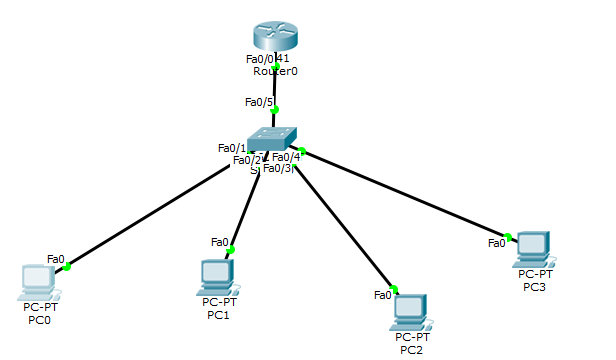 Fa0/0 41
Router0
Fa0/5
Fa0/1
Fa0/4
Fa0/2
Fa0/3
Fa0
PC-PT
PC0
Fa0
PC-PT
PC1
Fa0
PC-PT
PC2
Fa0
PC-PT
PC3